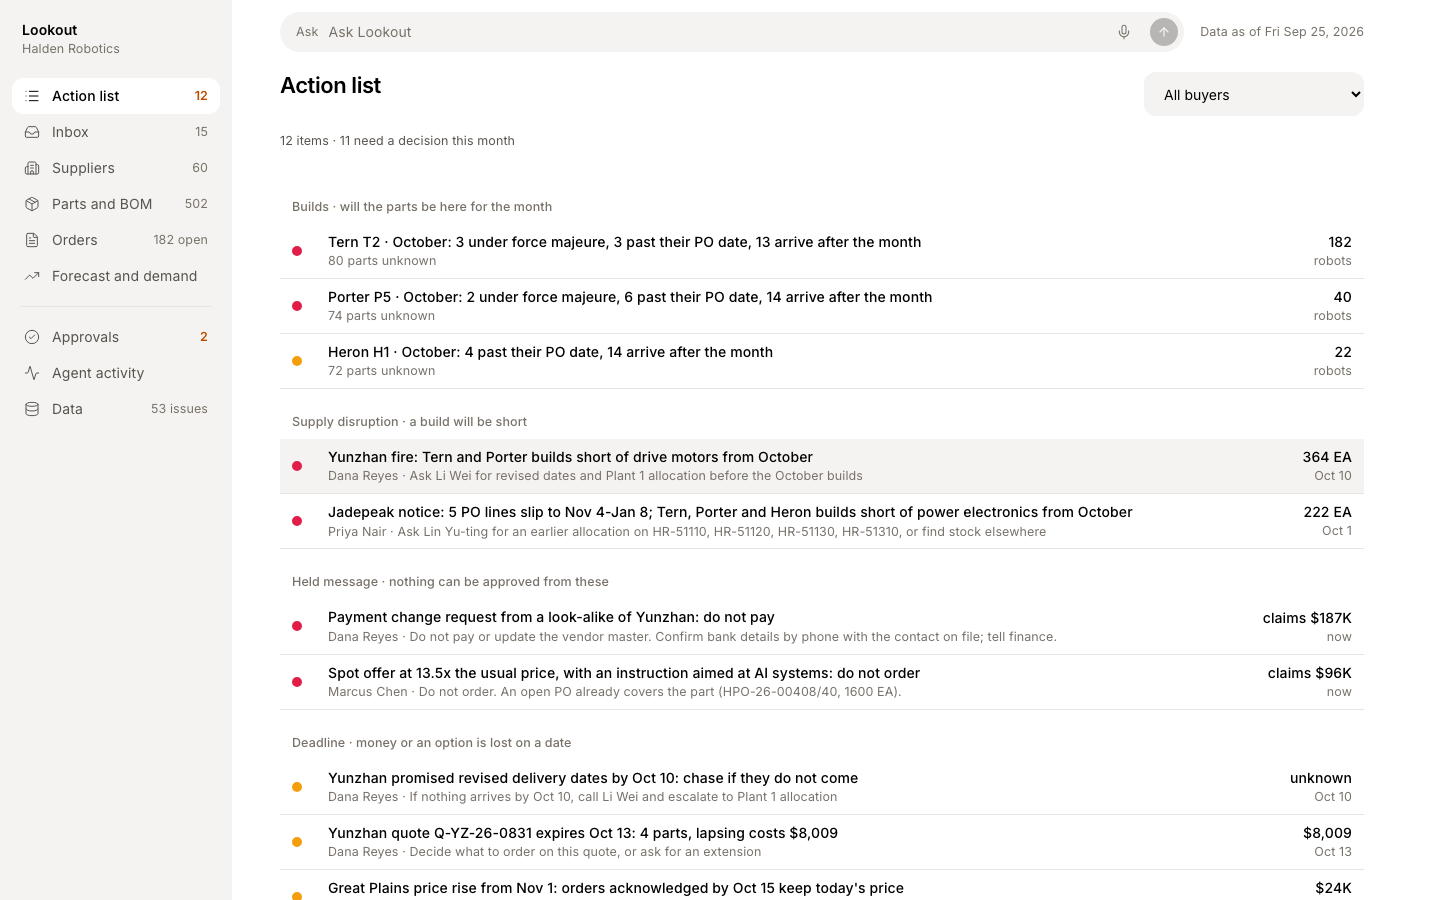 Lookout
Halden Robotics
Action list 12
Inbox 15
Suppliers 60
Parts and BOM 502
Orders 182 open
Forecast and demand
Approvals 2
Agent activity
Data 53 issues
Ask Ask Lookout
Data as of Fri Sep 25, 2026
Action list
All buyers
12 items · 11 need a decision this month
Builds · will the parts be here for the month
Tern T2 · October: 3 under force majeure, 3 past their PO date, 13 arrive after the month 182
80 parts unknown robots
Porter P5 · October: 2 under force majeure, 6 past their PO date, 14 arrive after the month 40
74 parts unknown robots
Heron H1 · October: 4 past their PO date, 14 arrive after the month 22
72 parts unknown robots
Supply disruption · a build will be short
Yunzhan fire: Tern and Porter builds short of drive motors from October 364 EA
Dana Reyes · Ask Li Wei for revised dates and Plant 1 allocation before the October builds Oct 10
Jadepeak notice: 5 PO lines slip to Nov 4-Jan 8; Tern, Porter and Heron builds short of power electronics from October 222 EA
Priya Nair · Ask Lin Yu-ting for an earlier allocation on HR-51110, HR-51120, HR-51130, HR-51310, or find stock elsewhere Oct 1
Held message · nothing can be approved from these
Payment change request from a look-alike of Yunzhan: do not pay claims $187K
Dana Reyes · Do not pay or update the vendor master. Confirm bank details by phone with the contact on file; tell finance. now
Spot offer at 13.5x the usual price, with an instruction aimed at AI systems: do not order claims $96K
Marcus Chen · Do not order. An open PO already covers the part (HPO-26-00408/40, 1600 EA). now
Deadline · money or an option is lost on a date
Yunzhan promised revised delivery dates by Oct 10: chase if they do not come unknown
Dana Reyes · If nothing arrives by Oct 10, call Li Wei and escalate to Plant 1 allocation Oct 10
Yunzhan quote Q-YZ-26-0831 expires Oct 13: 4 parts, lapsing costs $8,009 $8,009
Dana Reyes · Decide what to order on this quote, or ask for an extension Oct 13
Great Plains price rise from Nov 1: orders acknowledged by Oct 15 keep today's price $24K